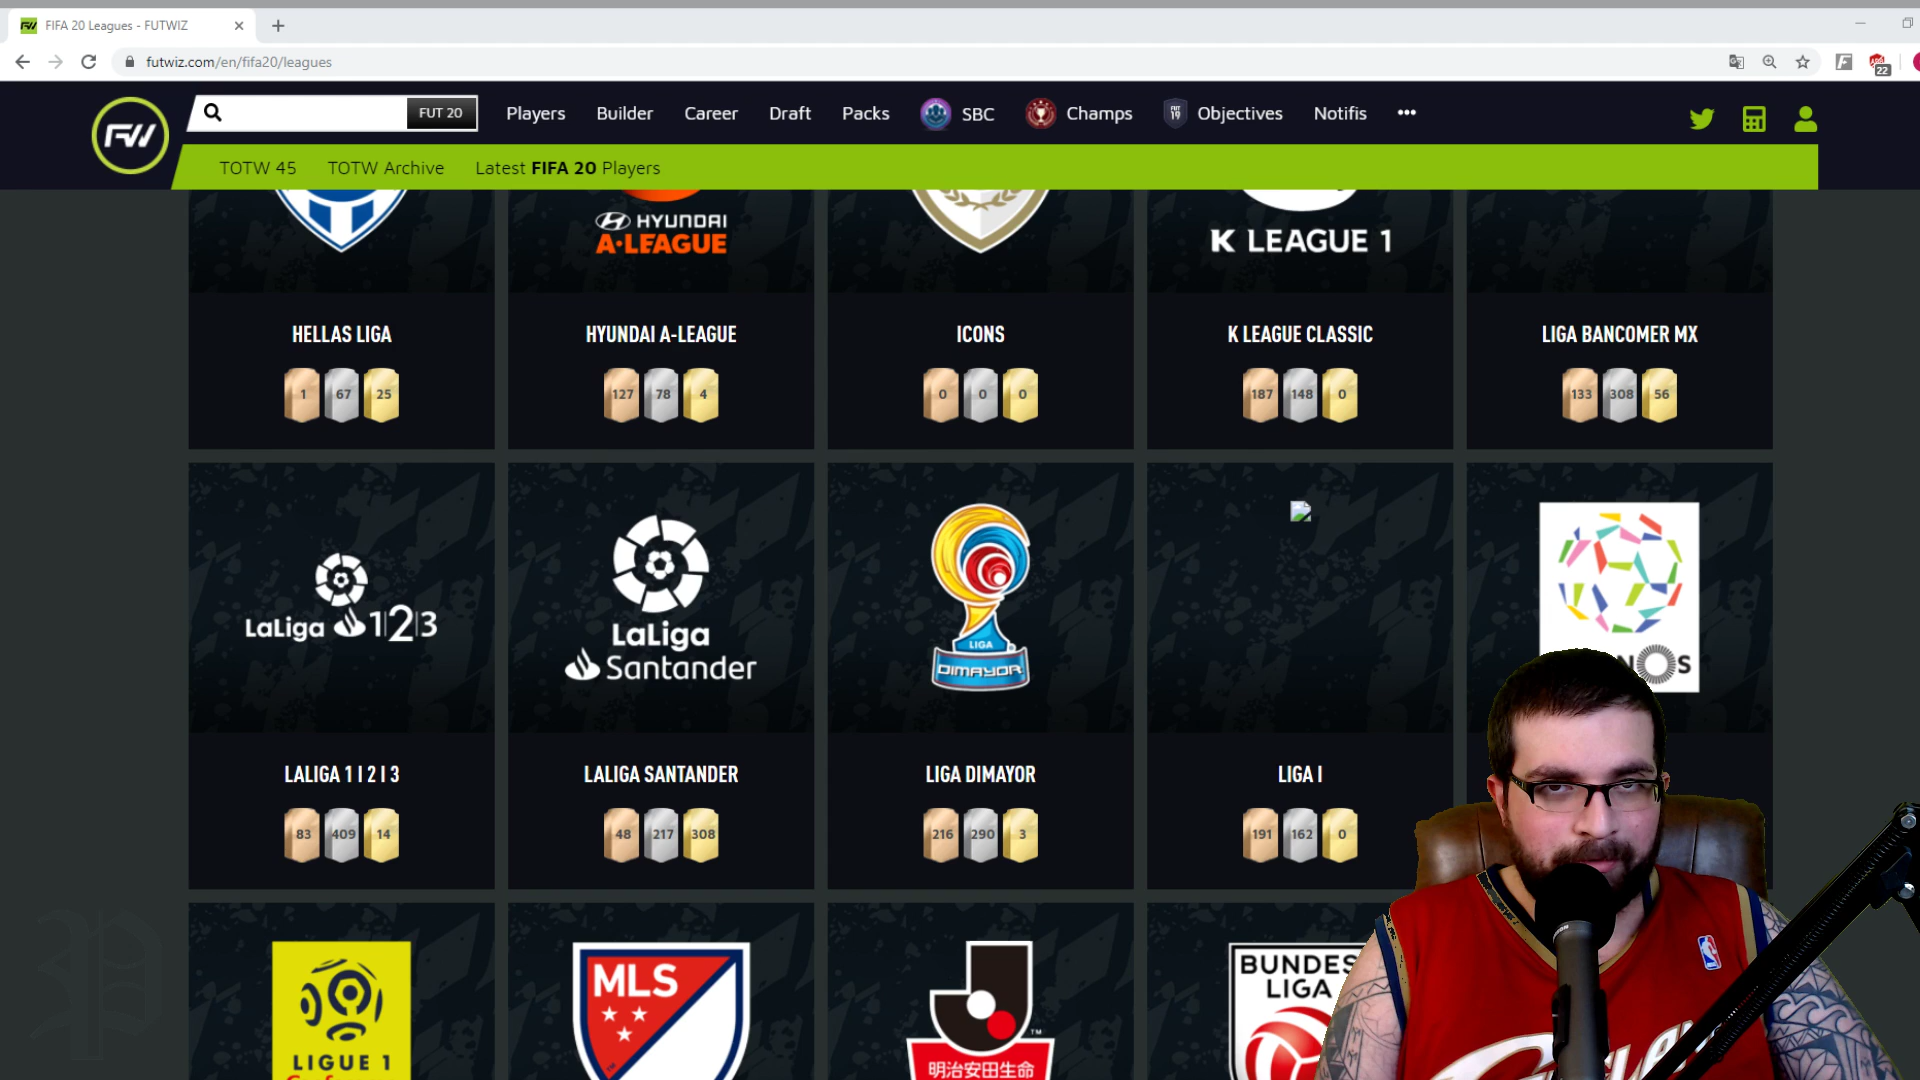 FIFA 20 Leagues - FUTWIZ
futwiz.com/en/fifa20/leagues
22
FW
FUT 20
Players
Builder
Career
Draft
Packs
SBC
Champs
Objectives
Notifis
TOTW 45
TOTW Archive
Latest FIFA 20 Players
HYUNDAI
A-LEAGUE
K LEAGUE 1
HELLAS LIGA
HYUNDAI A-LEAGUE
ICONS
K LEAGUE CLASSIC
LIGA BANCOMER MX
1 67 25
127 78 4
0 0 0
187 148 0
133 308 56
LaLiga 1|2|3
LaLiga
Santander
LIGA
DIMAYOR
NOS
LALIGA 1 I 2 I 3
LALIGA SANTANDER
LIGA DIMAYOR
LIGA I
83 409 14
48 217 308
216 290 3
191 162 0
LIGUE 1
MLS
明治安田生命
BUNDES
LIGA
P